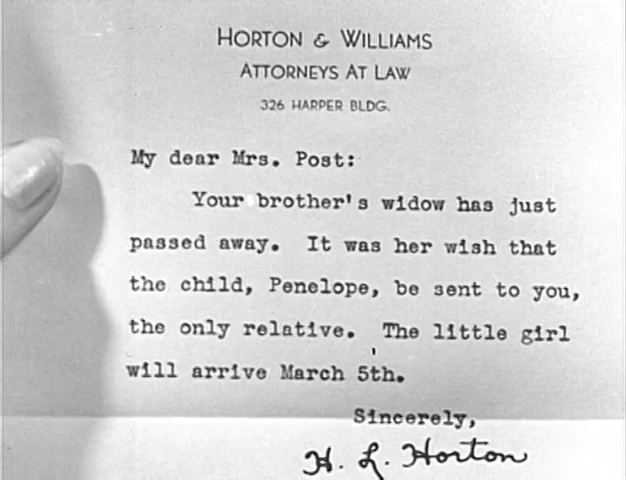 HORTON & WILLIAMS
ATTORNEYS AT LAW
326 HARPER BLDG.
My dear Mrs. Post:
Your brother's widow has just
passed away. It was her wish that
the child, Penelope, be sent to you,
the only relative. The little girl
will arrive March 5th.
Sincerely,
H. L. Horton